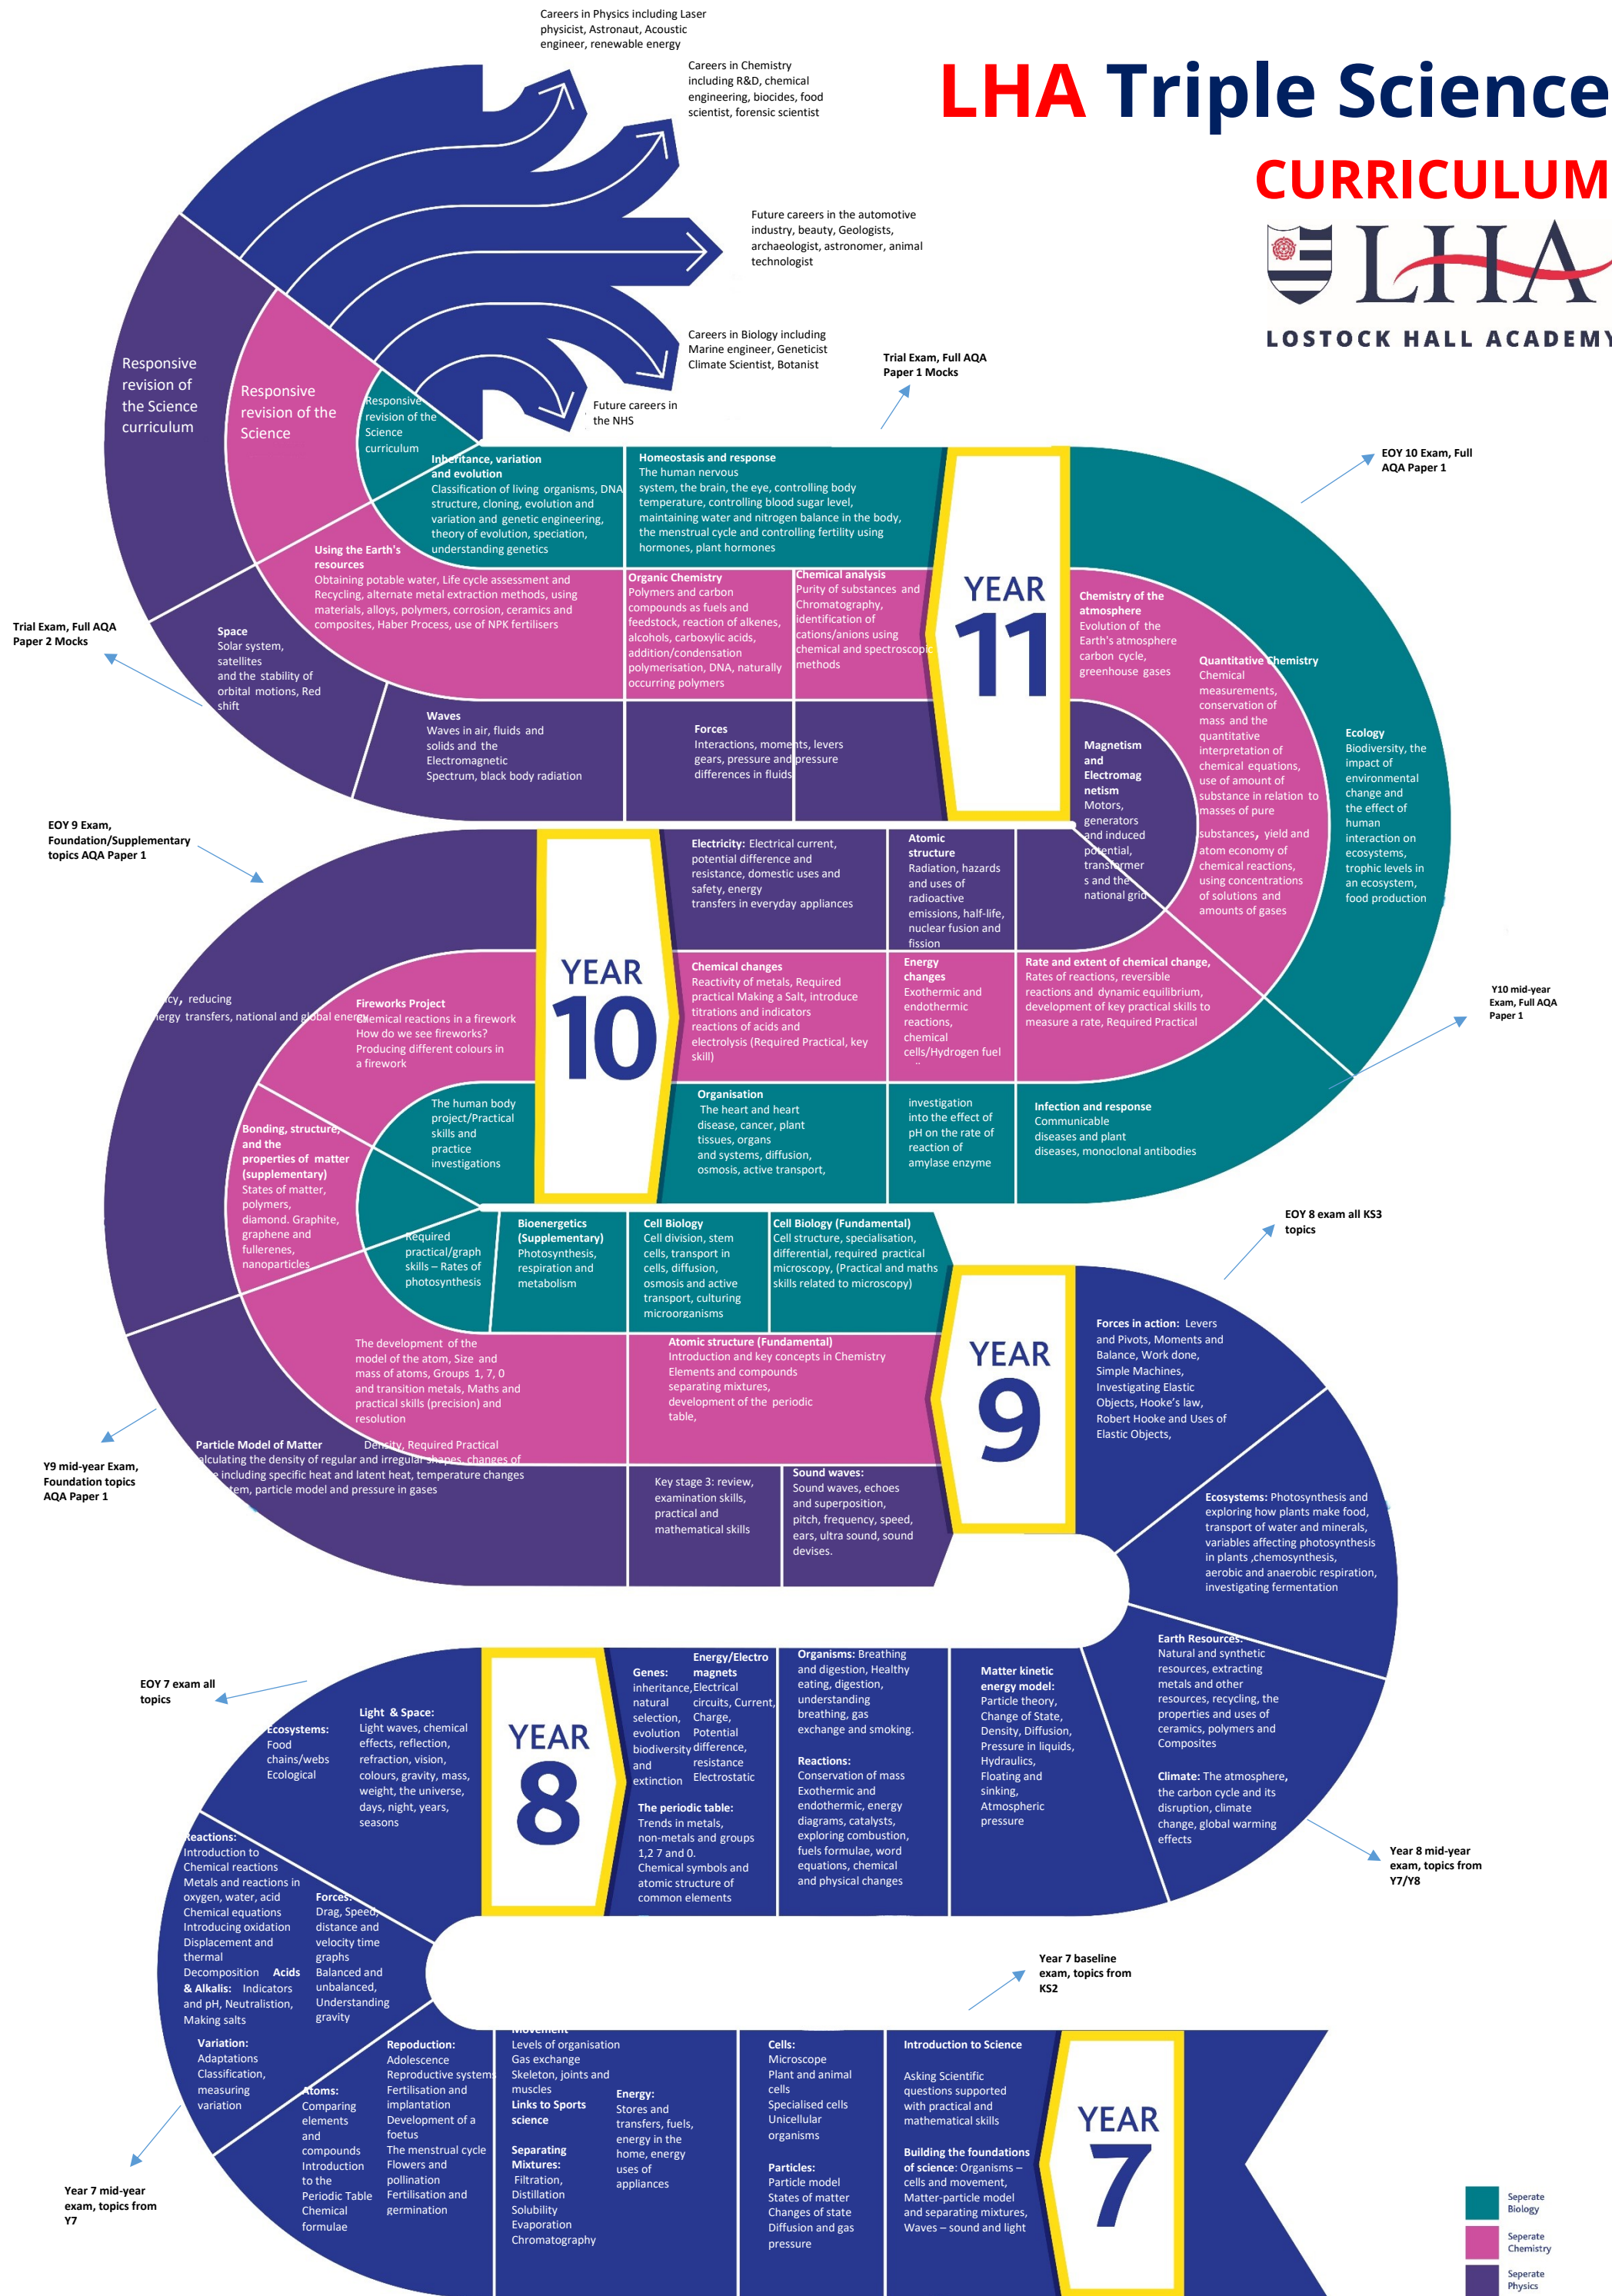 Careers in Physics including Laser
physicist, Astronaut, Acoustic
engineer, renewable energy
Careers in Chemistry
including R&D, chemical
engineering, biocides, food
scientist, forensic scientist
LHA Triple Science
CURRICULUM
LHA
LOSTOCK HALL ACADEMY
Future careers in the automotive
industry, beauty, Geologists,
archaeologist, astronomer, animal
technologist
Careers in Biology including
Marine engineer, Geneticist
Climate Scientist, Botanist
Future careers in
the NHS
Trial Exam, Full AQA
Paper 1 Mocks
EOY 10 Exam, Full
AQA Paper 1
Responsive
revision of
the Science
curriculum
Responsive
revision of the
Science
Responsive
revision of the
Science
curriculum
Inheritance, variation
and evolution
Classification of living organisms, DNA
structure, cloning, evolution and
variation and genetic engineering,
theory of evolution, speciation,
understanding genetics
Homeostasis and response
The human nervous
system, the brain, the eye, controlling body
temperature, controlling blood sugar level,
maintaining water and nitrogen balance in the body,
the menstrual cycle and controlling fertility using
hormones, plant hormones
Using the Earth's
resources
Obtaining potable water, Life cycle assessment and
Recycling, alternate metal extraction methods, using
materials, alloys, polymers, corrosion, ceramics and
composites, Haber Process, use of NPK fertilisers
Organic Chemistry
Polymers and carbon
compounds as fuels and
feedstock, reaction of alkenes,
alcohols, carboxylic acids,
addition/condensation
polymerisation, DNA, naturally
occurring polymers
Chemical analysis
Purity of substances and
Chromatography,
identification of
cations/anions using
chemical and spectroscopic
methods
YEAR
11
Chemistry of the
atmosphere
Evolution of the
Earth's atmosphere
carbon cycle,
greenhouse gases
Quantitative Chemistry
Chemical
measurements,
conservation of
mass and the
quantitative
interpretation of
chemical equations,
use of amount of
substance in relation to
masses of pure
substances, yield and
atom economy of
chemical reactions,
using concentrations
of solutions and
amounts of gases
Ecology
Biodiversity, the
impact of
environmental
change and
the effect of
human
interaction on
ecosystems,
trophic levels in
an ecosystem,
food production
Trial Exam, Full AQA
Paper 2 Mocks
Space
Solar system,
satellites
and the stability of
orbital motions, Red
shift
Waves
Waves in air, fluids and
solids and the
Electromagnetic
Spectrum, black body radiation
Forces
Interactions, moments, levers
gears, pressure and pressure
differences in fluids
Magnetism
and
Electromag
netism
Motors,
generators
and induced
potential,
transformer
s and the
national grid
EOY 9 Exam,
Foundation/Supplementary
topics AQA Paper 1
YEAR
10
Electricity: Electrical current,
potential difference and
resistance, domestic uses and
safety, energy
transfers in everyday appliances
Atomic
structure
Radiation, hazards
and uses of
radioactive
emissions, half-life,
nuclear fusion and
fission
reducing
transfers, national and global energy
Fireworks Project
Chemical reactions in a firework
How do we see fireworks?
Producing different colours in
a firework
Chemical changes
Reactivity of metals, Required
practical Making a Salt, introduce
titrations and indicators
reactions of acids and
electrolysis (Required Practical, key
skill)
Energy
changes
Exothermic and
endothermic
reactions,
chemical
cells/Hydrogen fuel
Rate and extent of chemical change,
Rates of reactions, reversible
reactions and dynamic equilibrium,
development of key practical skills to
measure a rate, Required Practical
Y10 mid-year
Exam, Full AQA
Paper 1
The human body
project/Practical
skills and
practice
investigations
Organisation
The heart and heart
disease, cancer, plant
tissues, organs
and systems, diffusion,
osmosis, active transport,
investigation
into the effect of
pH on the rate of
reaction of
amylase enzyme
Infection and response
Communicable
diseases and plant
diseases, monoclonal antibodies
Bonding, structure,
and the
properties of matter
(supplementary)
States of matter,
polymers,
diamond. Graphite,
graphene and
fullerenes,
nanoparticles
Required
practical/graph
skills – Rates of
photosynthesis
Bioenergetics
(Supplementary)
Photosynthesis,
respiration and
metabolism
Cell Biology
Cell division, stem
cells, transport in
cells, diffusion,
osmosis and active
transport, culturing
microorganisms
Cell Biology (Fundamental)
Cell structure, specialisation,
differential, required practical
microscopy, (Practical and maths
skills related to microscopy)
EOY 8 exam all KS3
topics
The development of the
model of the atom, Size and
mass of atoms, Groups 1, 7, 0
and transition metals, Maths and
practical skills (precision) and
resolution
Atomic structure (Fundamental)
Introduction and key concepts in Chemistry
Elements and compounds
separating mixtures,
development of the periodic
table,
YEAR
9
Forces in action: Levers
and Pivots, Moments and
Balance, Work done,
Simple Machines,
Investigating Elastic
Objects, Hooke's law,
Robert Hooke and Uses of
Elastic Objects,
Y9 mid-year Exam,
Foundation topics
AQA Paper 1
Particle Model of Matter Density, Required Practical
calculating the density of regular and irregular shapes, changes of
including specific heat and latent heat, temperature changes
particle model and pressure in gases
Key stage 3: review,
examination skills,
practical and
mathematical skills
Sound waves:
Sound waves, echoes
and superposition,
pitch, frequency, speed,
ears, ultra sound, sound
devises.
Ecosystems: Photosynthesis and
exploring how plants make food,
transport of water and minerals,
variables affecting photosynthesis
in plants ,chemosynthesis,
aerobic and anaerobic respiration,
investigating fermentation
EOY 7 exam all
topics
Ecosystems:
Food
chains/webs
Ecological
Light & Space:
Light waves, chemical
effects, reflection,
refraction, vision,
colours, gravity, mass,
weight, the universe,
days, night, years,
seasons
YEAR
8
Genes:
inheritance,
natural
selection,
evolution
biodiversity
and
extinction
Energy/Electro
magnets
Electrical
circuits, Current,
Charge,
Potential
difference,
resistance
Electrostatic
The periodic table:
Trends in metals,
non-metals and groups
1,2 7 and 0.
Chemical symbols and
atomic structure of
common elements
Organisms: Breathing
and digestion, Healthy
eating, digestion,
understanding
breathing, gas
exchange and smoking.
Reactions:
Conservation of mass
Exothermic and
endothermic, energy
diagrams, catalysts,
exploring combustion,
fuels formulae, word
equations, chemical
and physical changes
Matter kinetic
energy model:
Particle theory,
Change of State,
Density, Diffusion,
Pressure in liquids,
Hydraulics,
Floating and
sinking,
Atmospheric
pressure
Earth Resources:
Natural and synthetic
resources, extracting
metals and other
resources, recycling, the
properties and uses of
ceramics, polymers and
Composites
Climate: The atmosphere,
the carbon cycle and its
disruption, climate
change, global warming
effects
Year 8 mid-year
exam, topics from
Y7/Y8
Reactions:
Introduction to
Chemical reactions
Metals and reactions in
oxygen, water, acid
Chemical equations
Introducing oxidation
Displacement and
thermal
Decomposition Acids
& Alkalis: Indicators
and pH, Neutralistion,
Making salts
Forces:
Drag, Speed,
distance and
velocity time
graphs
Balanced and
unbalanced,
Understanding
gravity
Year 7 baseline
exam, topics from
KS2
Variation:
Adaptations
Classification,
measuring
variation
Atoms:
Comparing
elements
and
compounds
Introduction
to the
Periodic Table
Chemical
formulae
Repoduction:
Adolescence
Reproductive systems
Fertilisation and
implantation
Development of a
foetus
The menstrual cycle
Flowers and
pollination
Fertilisation and
germination
Movement
Levels of organisation
Gas exchange
Skeleton, joints and
muscles
Links to Sports
science
Separating
Mixtures:
Filtration,
Distillation
Solubility
Evaporation
Chromatography
Energy:
Stores and
transfers, fuels,
energy in the
home, energy
uses of
appliances
Cells:
Microscope
Plant and animal
cells
Specialised cells
Unicellular
organisms
Particles:
Particle model
States of matter
Changes of state
Diffusion and gas
pressure
Introduction to Science
Asking Scientific
questions supported
with practical and
mathematical skills
Building the foundations
of science: Organisms –
cells and movement,
Matter-particle model
and separating mixtures,
Waves – sound and light
YEAR
7
Year 7 mid-year
exam, topics from
Y7
Seperate
Biology
Seperate
Chemistry
Seperate
Physics